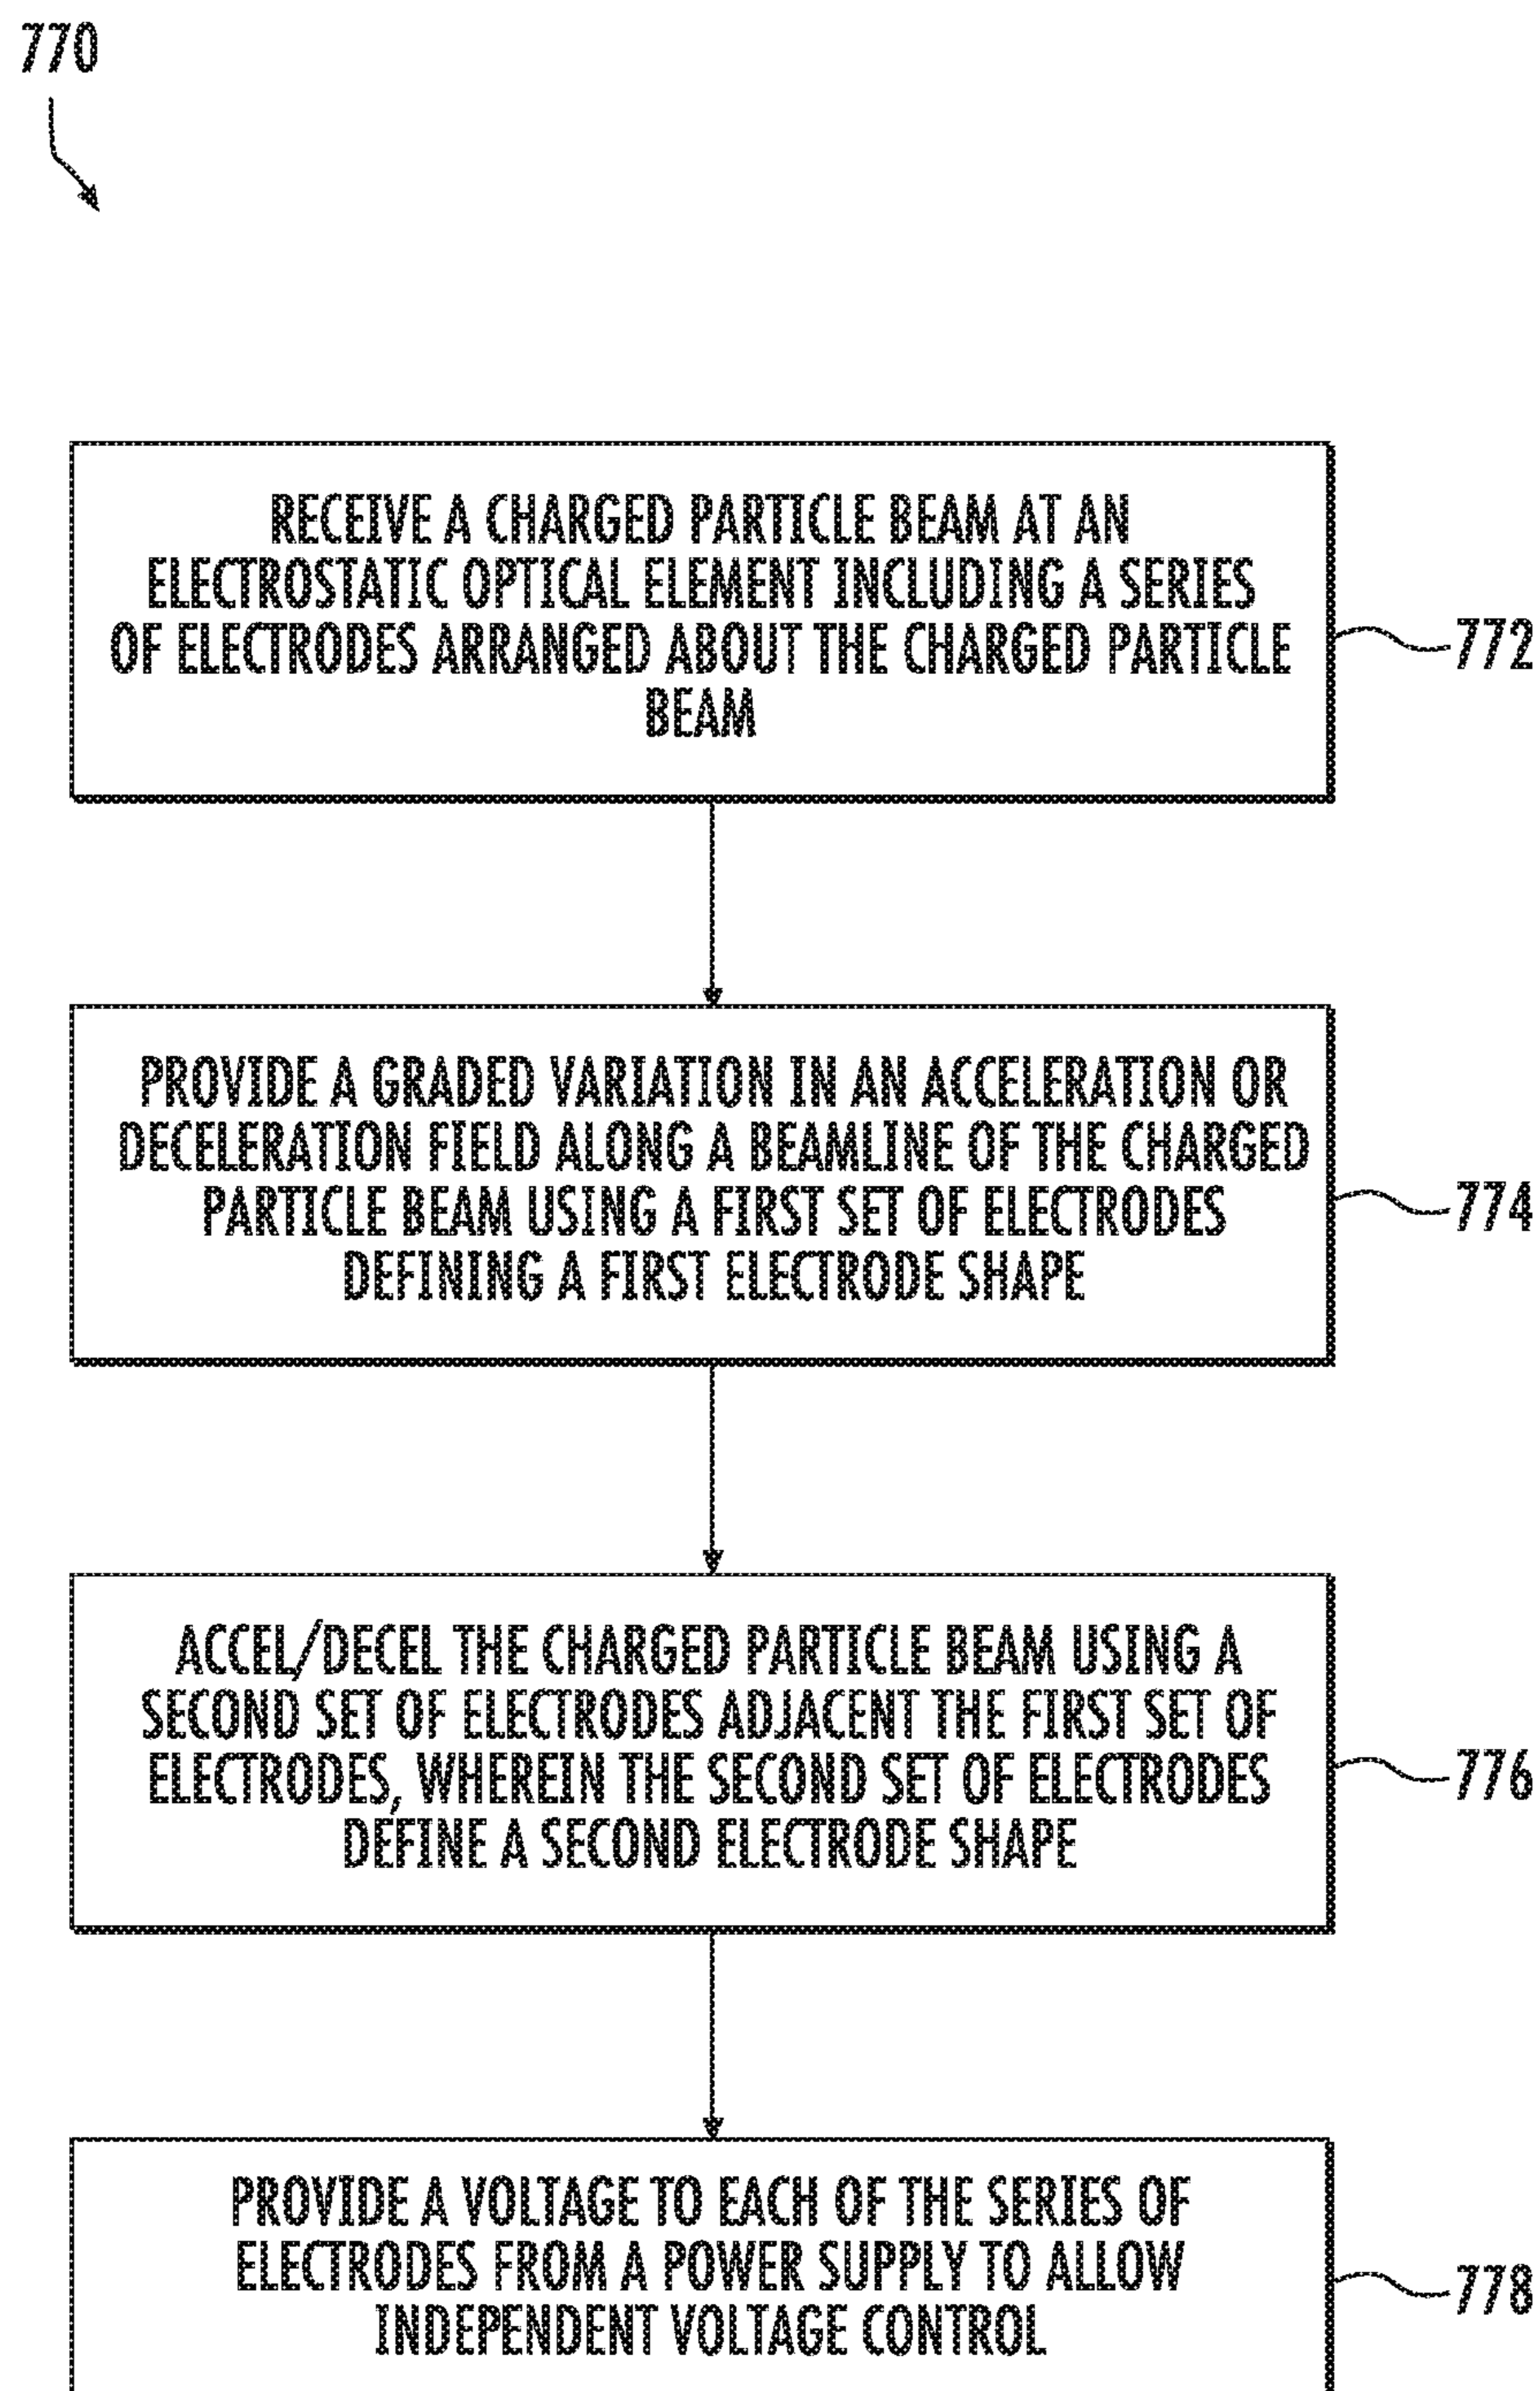 770
RECEIVE A CHARGED PARTICLE BEAM AT AN
ELECTROSTATIC OPTICAL ELEMENT INCLUDING A SERIES
OF ELECTRODES ARRANGED ABOUT THE CHARGED PARTICLE
BEAM
772
PROVIDE A GRADED VARIATION IN AN ACCELERATION OR
DECELERATION FIELD ALONG A BEAMLINE OF THE CHARGED
PARTICLE BEAM USING A FIRST SET OF ELECTRODES
DEFINING A FIRST ELECTRODE SHAPE
774
ACCEL/DECEL THE CHARGED PARTICLE BEAM USING A
SECOND SET OF ELECTRODES ADJACENT THE FIRST SET OF
ELECTRODES, WHEREIN THE SECOND SET OF ELECTRODES
DEFINE A SECOND ELECTRODE SHAPE
776
PROVIDE A VOLTAGE TO EACH OF THE SERIES OF
ELECTRODES FROM A POWER SUPPLY TO ALLOW
INDEPENDENT VOLTAGE CONTROL
778